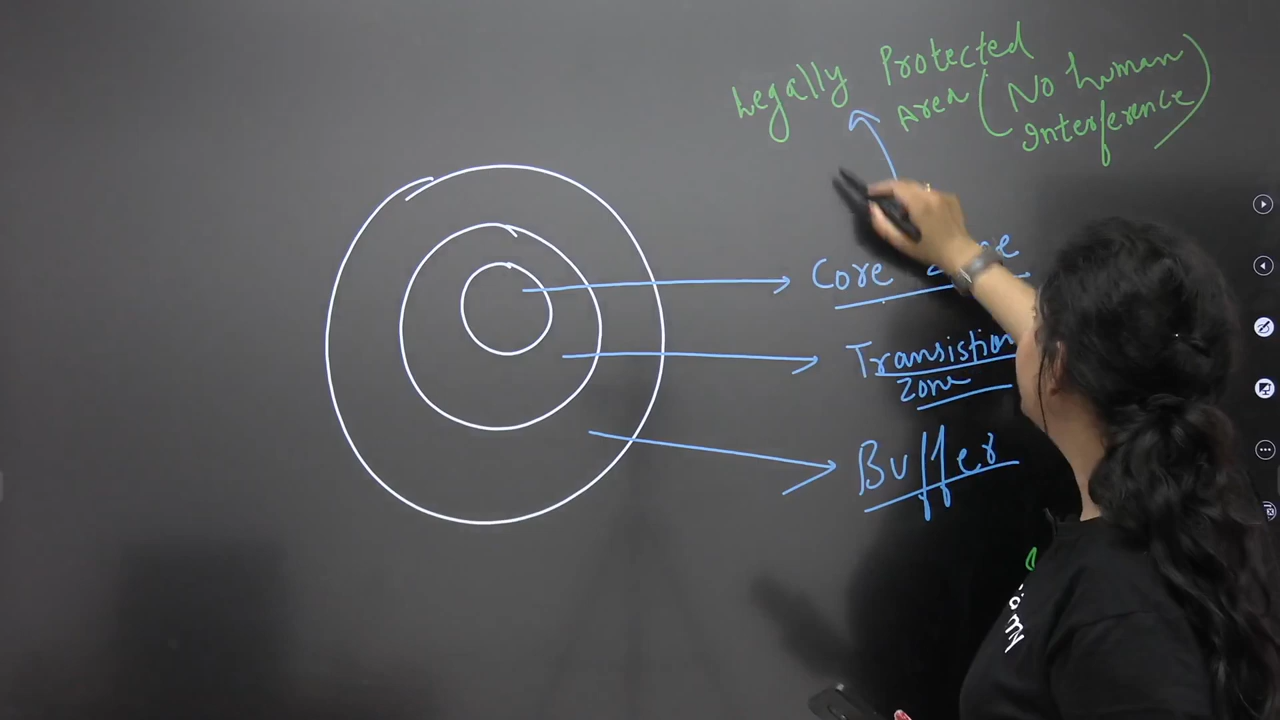 Legally Protected
Area (No human
Interference)
Core
Transistion
Zone
Buffer